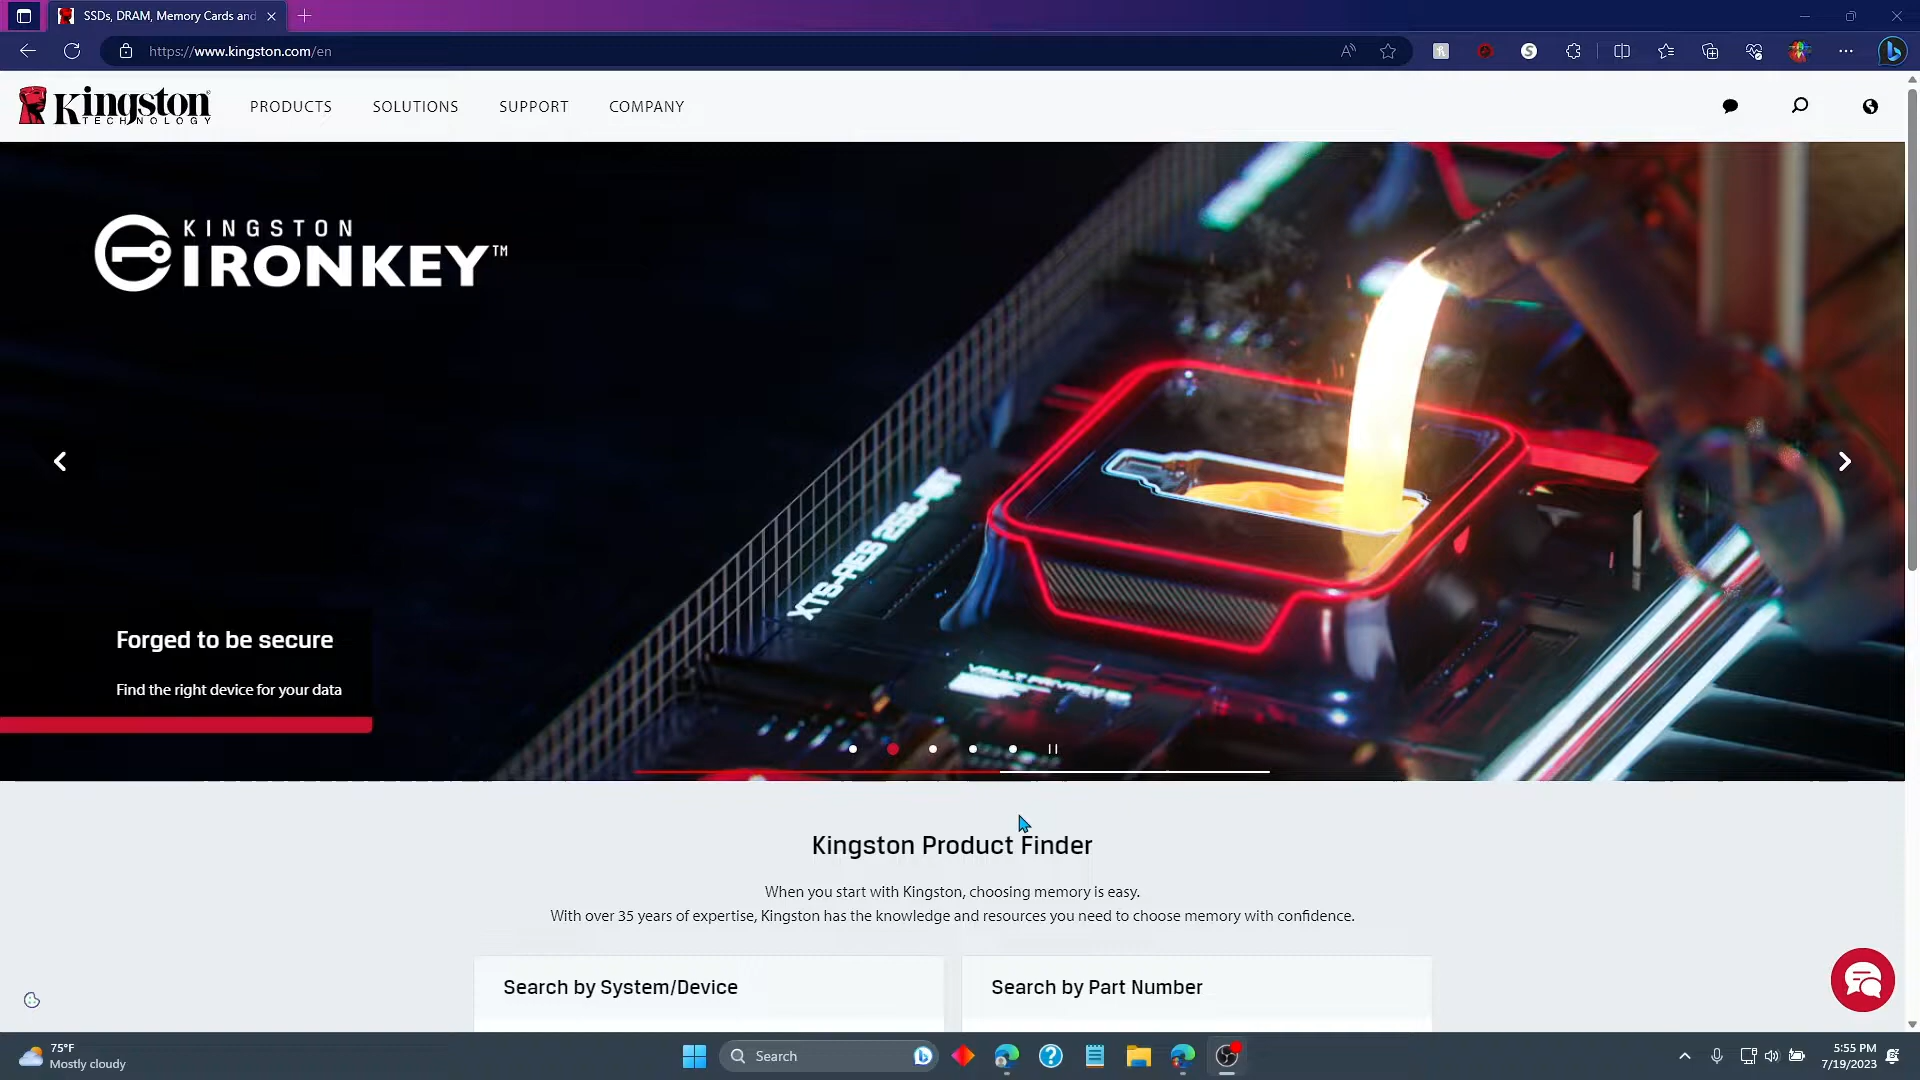 SSDs, DRAM, Memory Cards and
https://www.kingston.com/en
Kingston
TECHNOLOGY
PRODUCTS
SOLUTIONS
SUPPORT
COMPANY
KINGSTON
IRONKEY™
XTS-AES 256-BIT
Forged to be secure
Find the right device for your data
Kingston Product Finder
When you start with Kingston, choosing memory is easy.
With over 35 years of expertise, Kingston has the knowledge and resources you need to choose memory with confidence.
Search by System/Device
Search by Part Number
75°F
Mostly cloudy
Search
5:55 PM
7/19/2023